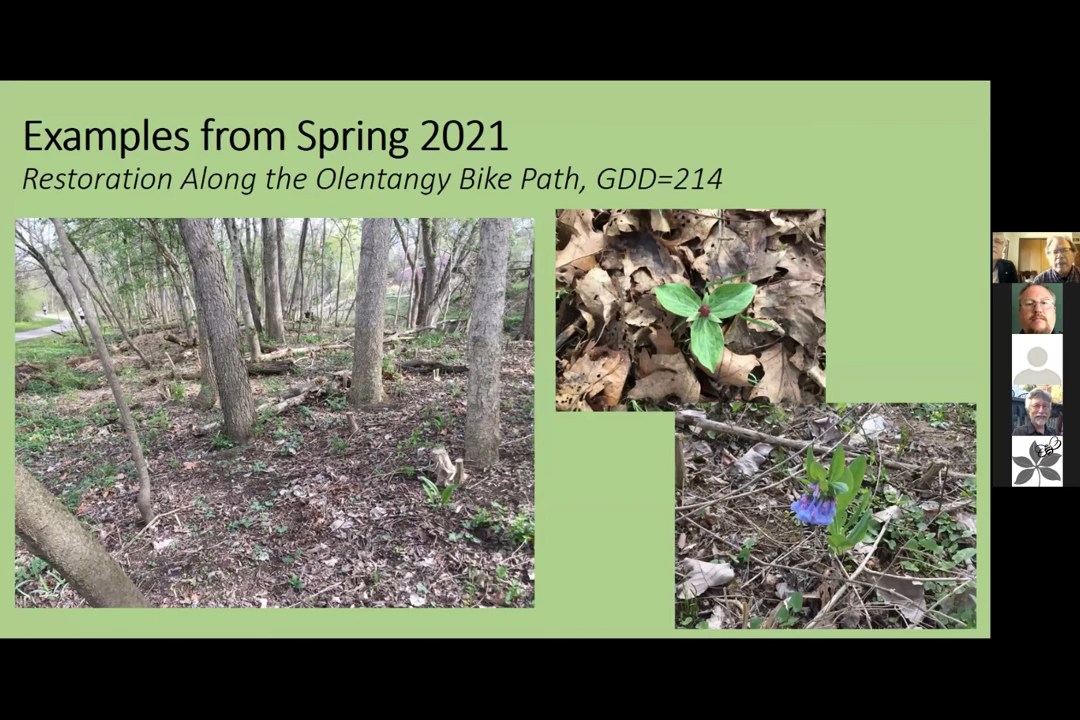 Examples from Spring 2021
Restoration Along the Olentangy Bike Path, GDD=214